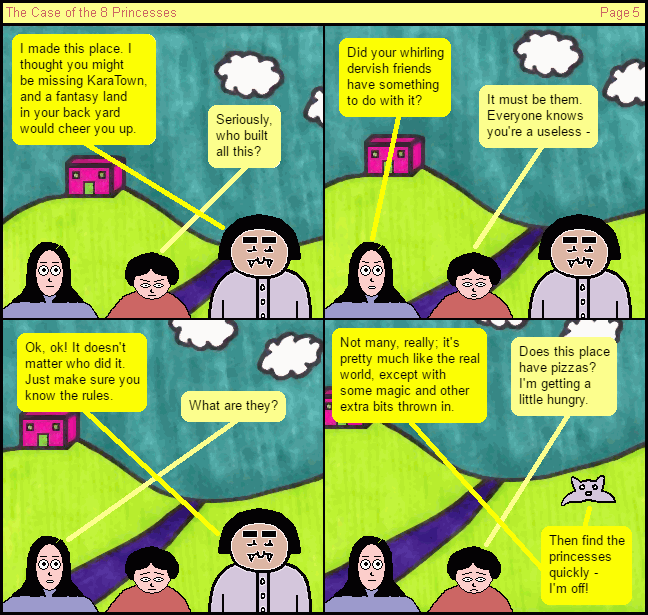 The Case of the 8 Princesses
Page 5
I made this place. I
thought you might
be missing KaraTown,
and a fantasy land
in your back yard
would cheer you up.
Seriously,
who built
all this?
Did your whirling
dervish friends
have something
to do with it?
It must be them.
Everyone knows
you're a useless -
Ok, ok! It doesn't
matter who did it.
Just make sure you
know the rules.
What are they?
Not many, really; it's
pretty much like the real
world, except with
some magic and other
extra bits thrown in.
Does this place
have pizzas?
I'm getting a
little hungry.
Then find the
princesses
quickly -
I'm off!